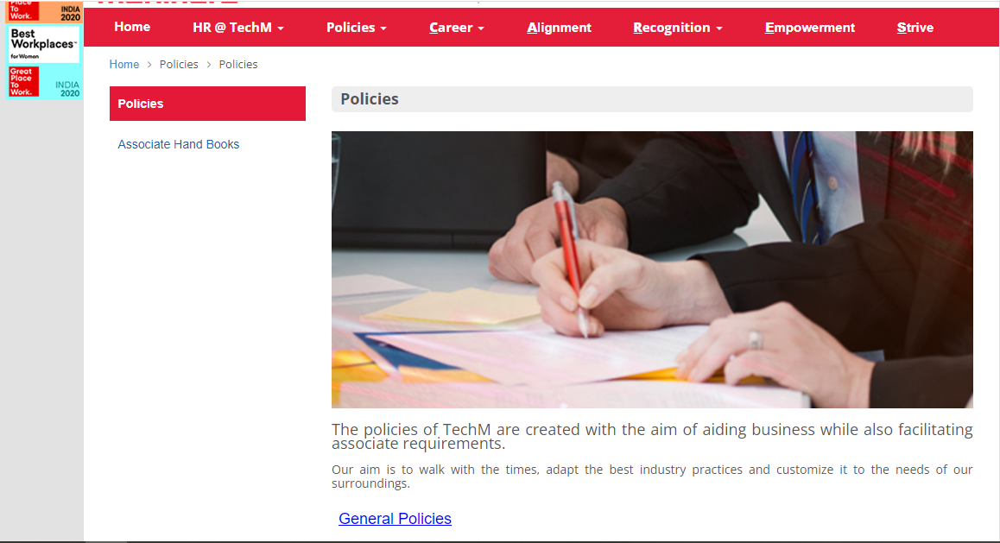 Place
To
Work.
INDIA
2020
Best
Workplaces™
for Women
Great
Place
To
Work.
INDIA
2020
Home HR @ TechM Policies Career Alignment Recognition Empowerment Strive
Home > Policies > Policies
Policies
Associate Hand Books
Policies
The policies of TechM are created with the aim of aiding business while also facilitating
associate requirements.
Our aim is to walk with the times, adapt the best industry practices and customize it to the needs of our
surroundings.
General Policies